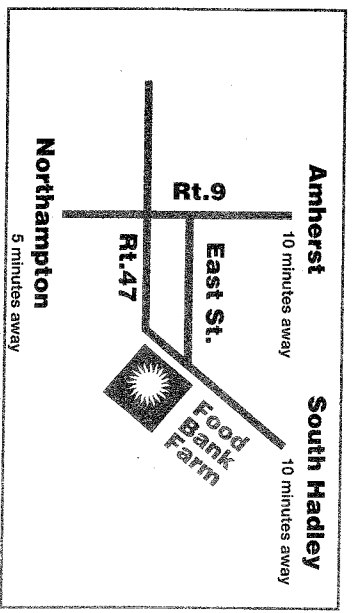 Amherst
10 minutes away
South Hadley
10 minutes away
Rt.9
East St.
Food
Bank
Farm
Rt.47
Northampton
5 minutes away